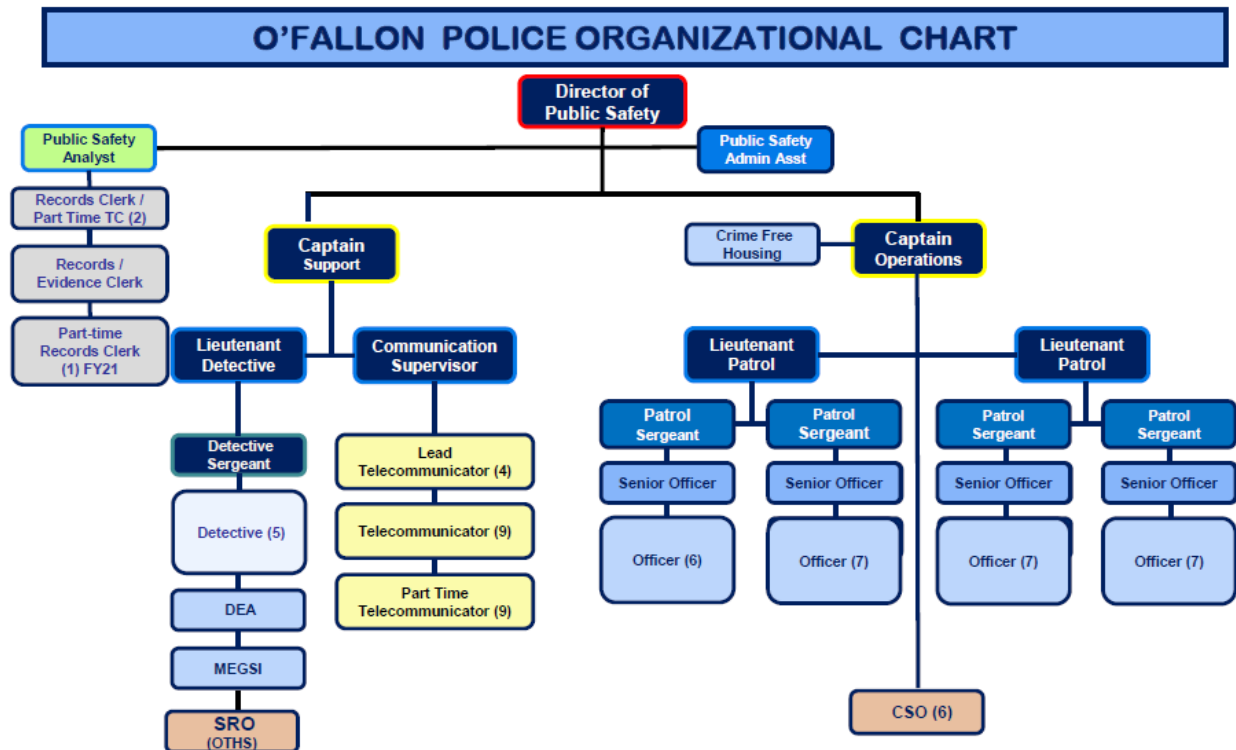 O'FALLON POLICE ORGANIZATIONAL CHART
Director of
Public Safety
Public Safety
Analyst
Public Safety
Admin Asst
Records Clerk /
Part Time TC (2)
Records /
Evidence Clerk
Part-time
Records Clerk
(1) FY21
Captain
Support
Crime Free
Housing
Captain
Operations
Lieutenant
Detective
Communication
Supervisor
Lieutenant
Patrol
Lieutenant
Patrol
Detective
Sergeant
Detective (5)
DEA
MEGSI
SRO
(OTHS)
Lead
Telecommunicator (4)
Telecommunicator (9)
Part Time
Telecommunicator (9)
Patrol
Sergeant
Patrol
Sergeant
Patrol
Sergeant
Patrol
Sergeant
Senior Officer
Senior Officer
Senior Officer
Senior Officer
Officer (6)
Officer (7)
Officer (7)
Officer (7)
CSO (6)